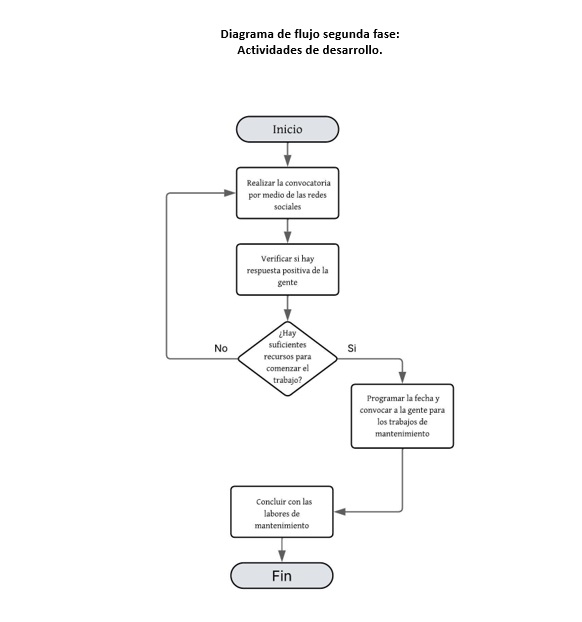 Diagrama de flujo segunda fase:
Actividades de desarrollo.
Inicio
Realizar la convocatoria
por medio de las redes
sociales
Verificar si hay
respuesta positiva de la
gente
¿Hay
suficientes
recursos para
comenzar el
trabajo?
No
Si
Programar la fecha y
convocar a la gente para
los trabajos de
mantenimiento
Concluir con las
labores de
mantenimiento
Fin